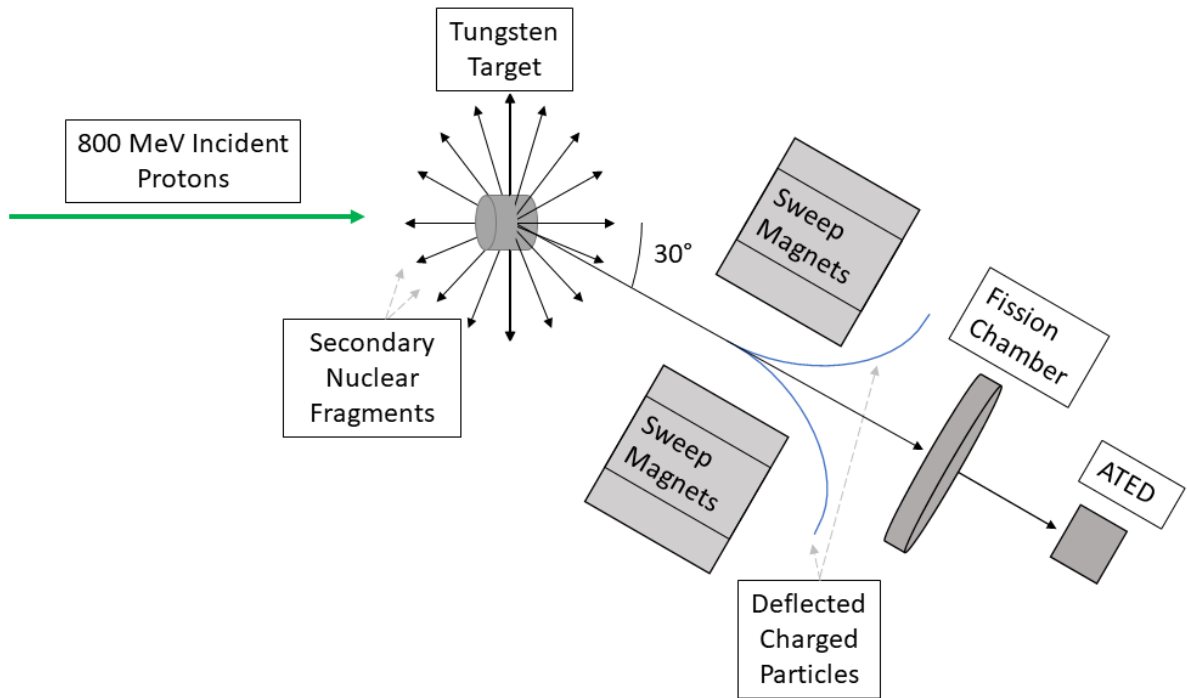 Tungsten
Target
800 MeV Incident
Protons
Sweep
Magnets
30°
Fission
Chamber
Secondary
Nuclear
Fragments
Sweep
Magnets
ATED
Deflected
Charged
Particles